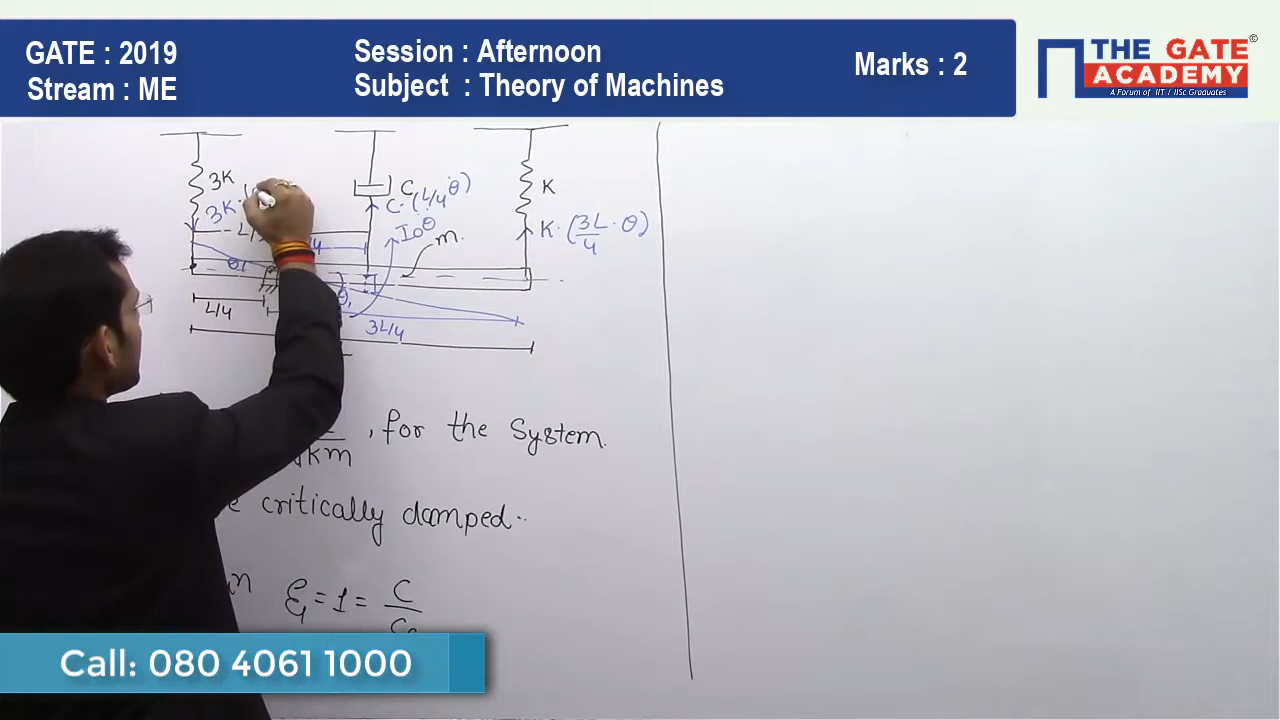 GATE : 2019
Stream : ME
Session : Afternoon
Subject : Theory of Machines
Marks : 2
THE GATE
ACADEMY
©
A Forum of IIT / IISc Graduates
3K
3K·
C
C·(L/4 θ̇)
K
K·(3L/4 · θ)
I₀θ̈
m
θ
θ
L/4
3L/4
km , for the System.
critically damped..
ξ = 1 = C
Call: 080 4061 1000